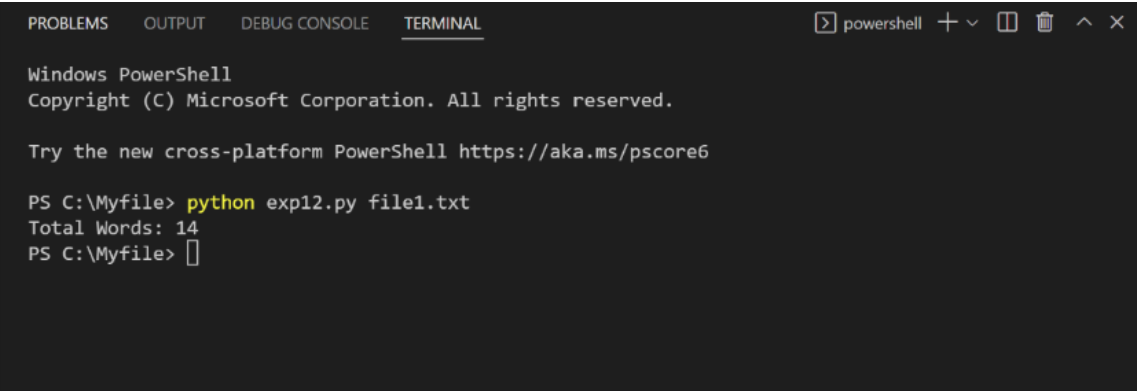 PROBLEMS OUTPUT DEBUG CONSOLE TERMINAL powershell
Windows PowerShell
Copyright (C) Microsoft Corporation. All rights reserved.
Try the new cross-platform PowerShell https://aka.ms/pscore6
PS C:\Myfile> python exp12.py file1.txt
Total Words: 14
PS C:\Myfile>